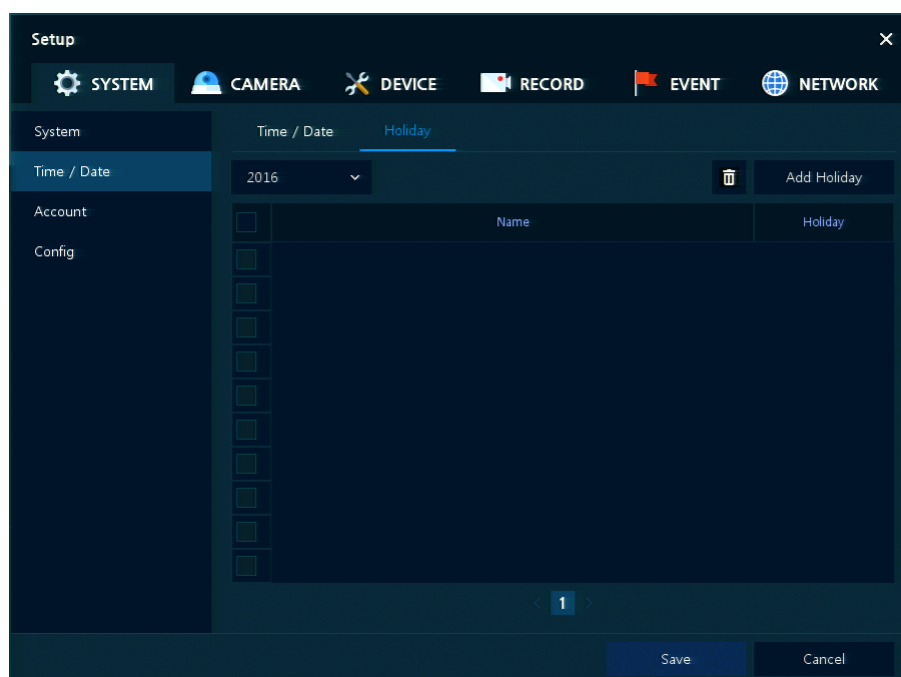 Setup
SYSTEM CAMERA DEVICE RECORD EVENT NETWORK
System
Time / Date
Account
Config
Time / Date Holiday
2016 Add Holiday
Name Holiday
< 1 >
Save Cancel